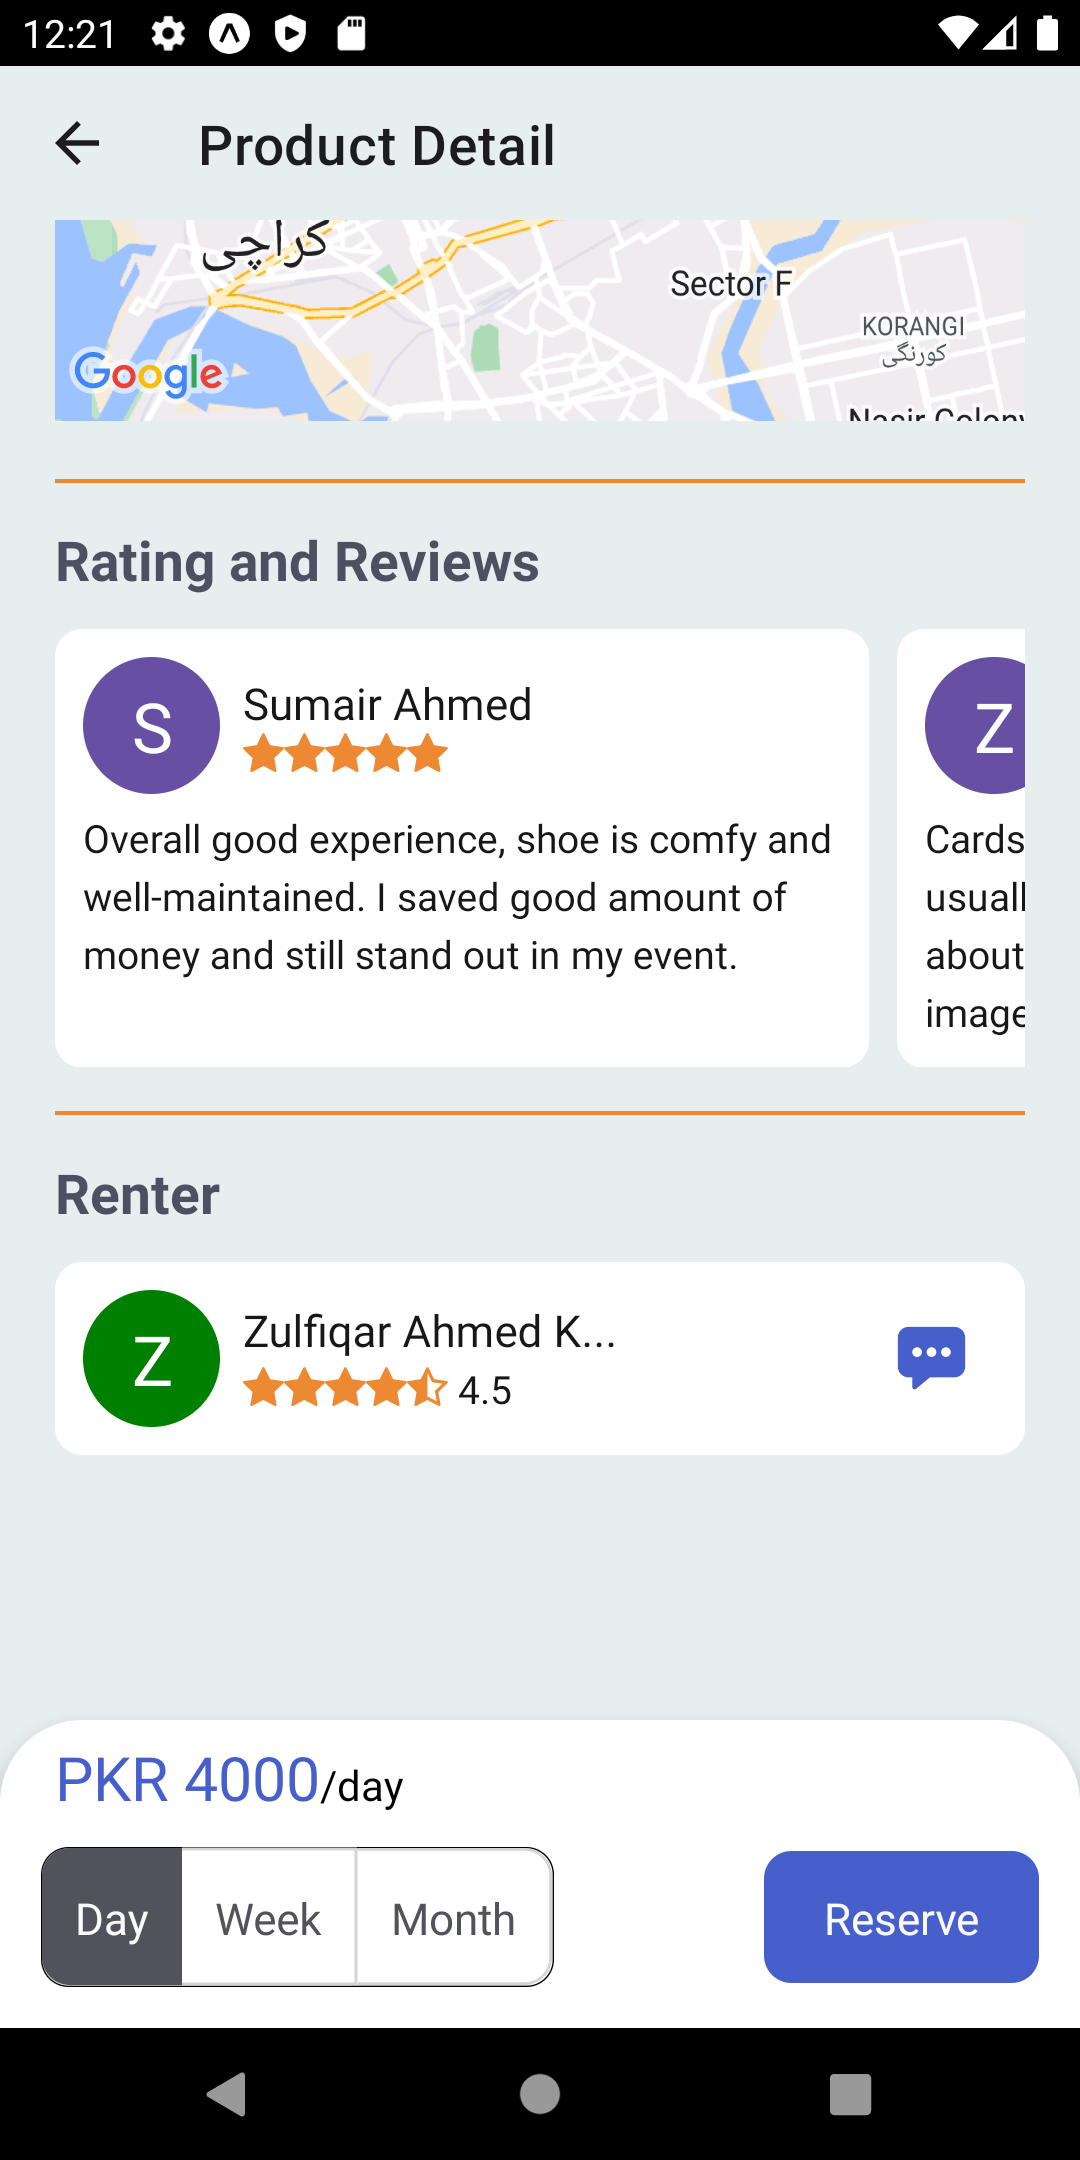 12:21
Product Detail
کراچی
Sector F
KORANGI
کورنگی
Google
Nasir Colony
Rating and Reviews
S
Sumair Ahmed
Overall good experience, shoe is comfy and
well-maintained. I saved good amount of
money and still stand out in my event.
Z
Cards
usuall
about
image
Renter
Z
Zulfiqar Ahmed K...
4.5
PKR 4000/day
Day
Week
Month
Reserve